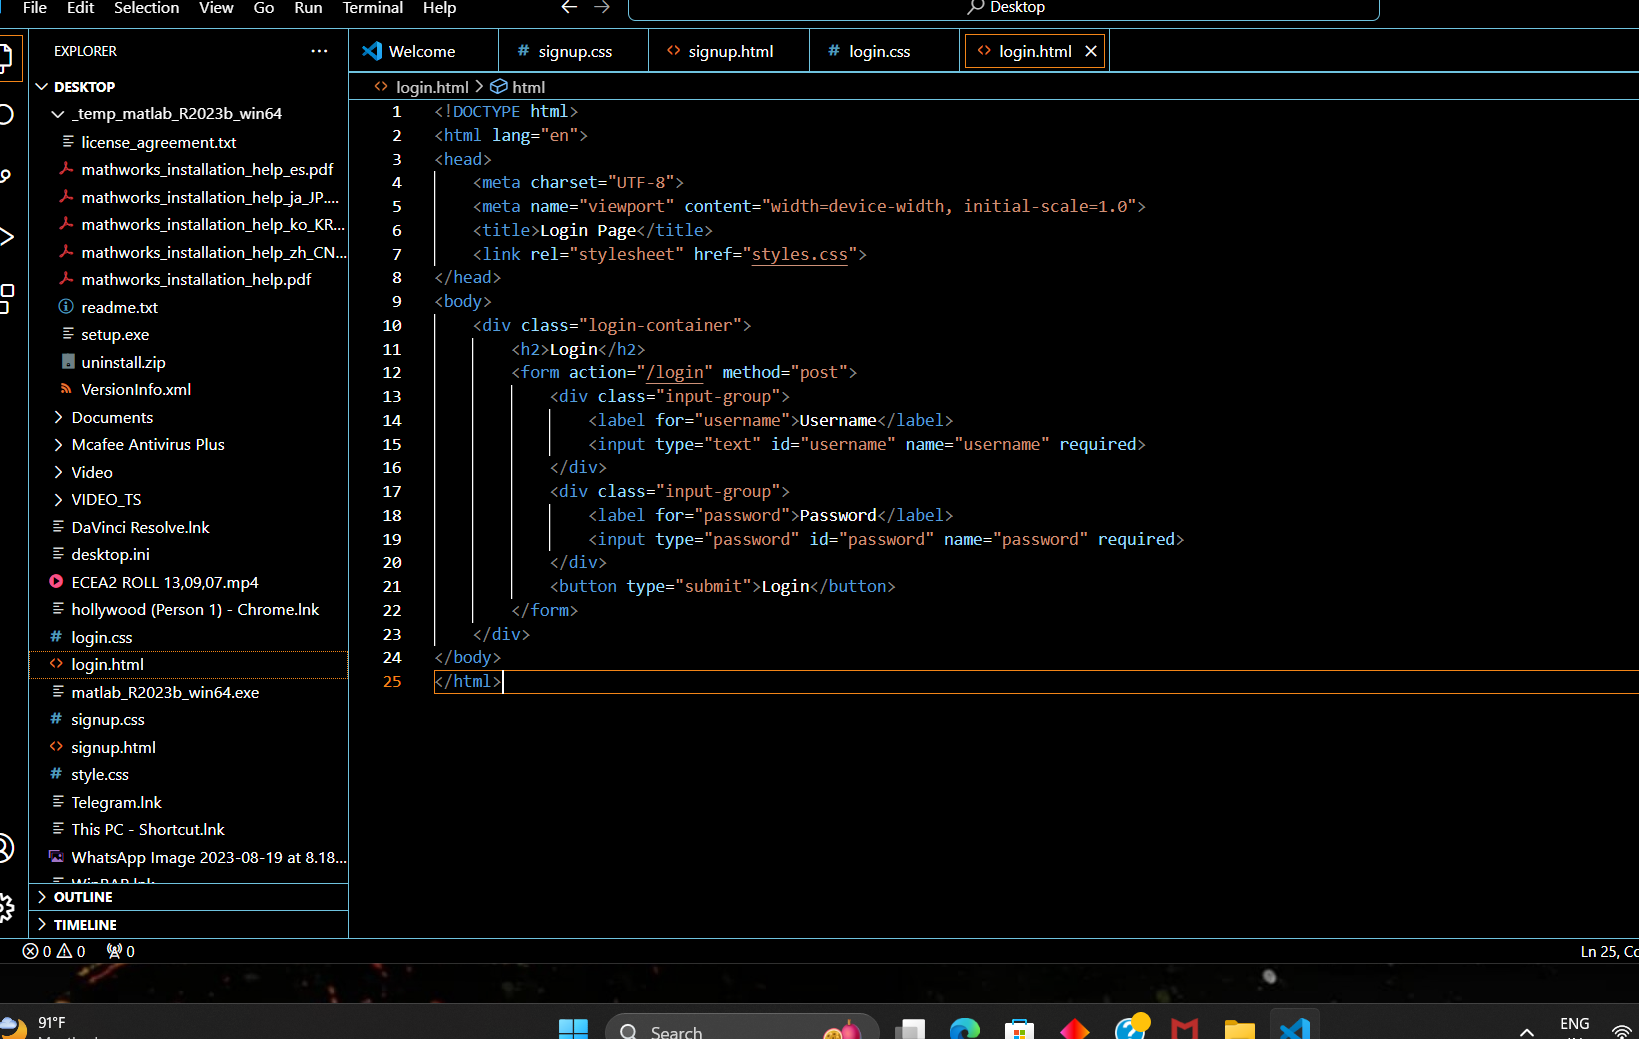 File Edit Selection View Go Run Terminal Help
Desktop
EXPLORER
Welcome
signup.css
signup.html
login.css
login.html
DESKTOP
login.html
html
_temp_matlab_R2023b_win64
license_agreement.txt
mathworks_installation_help_es.pdf
mathworks_installation_help_ja_JP....
mathworks_installation_help_ko_KR...
mathworks_installation_help_zh_CN...
mathworks_installation_help.pdf
readme.txt
setup.exe
uninstall.zip
VersionInfo.xml
Documents
Mcafee Antivirus Plus
Video
VIDEO_TS
DaVinci Resolve.lnk
desktop.ini
ECEA2 ROLL 13,09,07.mp4
hollywood (Person 1) - Chrome.lnk
login.css
login.html
matlab_R2023b_win64.exe
signup.css
signup.html
style.css
Telegram.lnk
This PC - Shortcut.lnk
WhatsApp Image 2023-08-19 at 8.18...
OUTLINE
TIMELINE
1 <!DOCTYPE html>
2 <html lang="en">
3 <head>
4 <meta charset="UTF-8">
5 <meta name="viewport" content="width=device-width, initial-scale=1.0">
6 <title>Login Page</title>
7 <link rel="stylesheet" href="styles.css">
8 </head>
9 <body>
10 <div class="login-container">
11 <h2>Login</h2>
12 <form action="/login" method="post">
13 <div class="input-group">
14 <label for="username">Username</label>
15 <input type="text" id="username" name="username" required>
16 </div>
17 <div class="input-group">
18 <label for="password">Password</label>
19 <input type="password" id="password" name="password" required>
20 </div>
21 <button type="submit">Login</button>
22 </form>
23 </div>
24 </body>
25 </html>
0 0 0
Ln 25,
91°F
Search
ENG